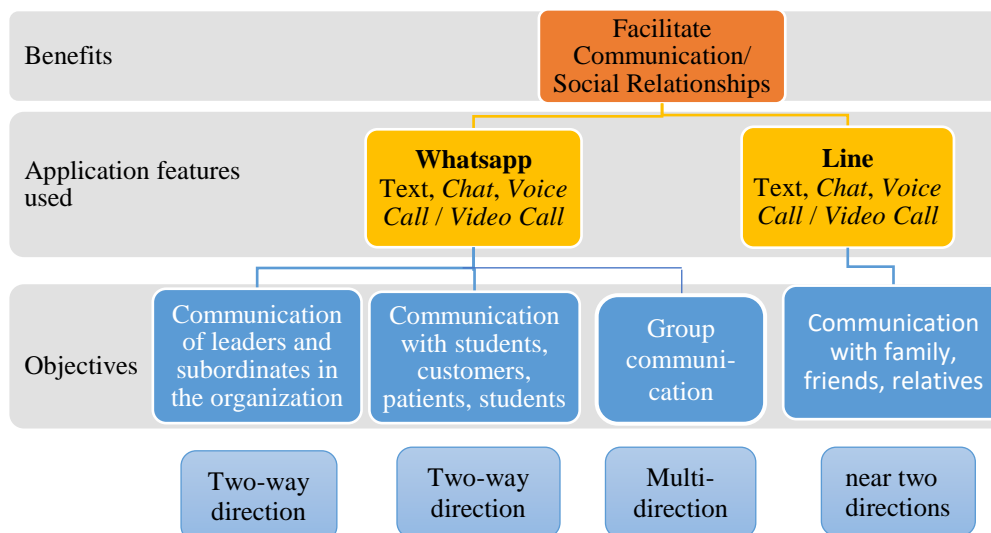 Benefits
Facilitate
Communication/
Social Relationships
Application features
used
Whatsapp
Text, Chat, Voice
Call / Video Call
Line
Text, Chat, Voice
Call / Video Call
Objectives
Communication
of leaders and
subordinates in
the organization
Communication
with students,
customers,
patients, students
Group
communi-
cation
Communication
with family,
friends, relatives
Two-way
direction
Two-way
direction
Multi-
direction
near two
directions